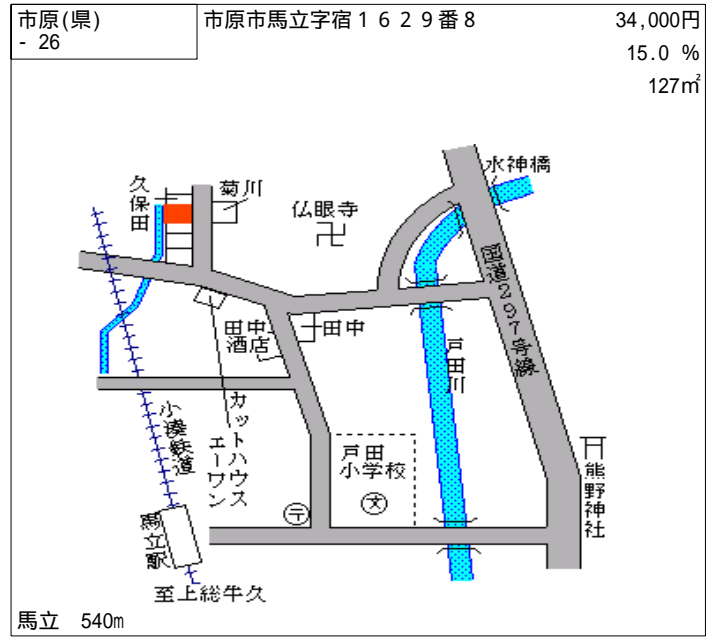 市原(県)
- 26
市原市馬立字宿１６２９番８
34,000円
15.0 %
127㎡
水神橋
久保田
菊川
仏眼寺
国道297号線
田中酒店
田中
戸田川
小湊鉄道
カットハウス
エーワン
戸田
小学校
文
〒
熊野神社
馬立駅
至上総牛久
馬立 540m